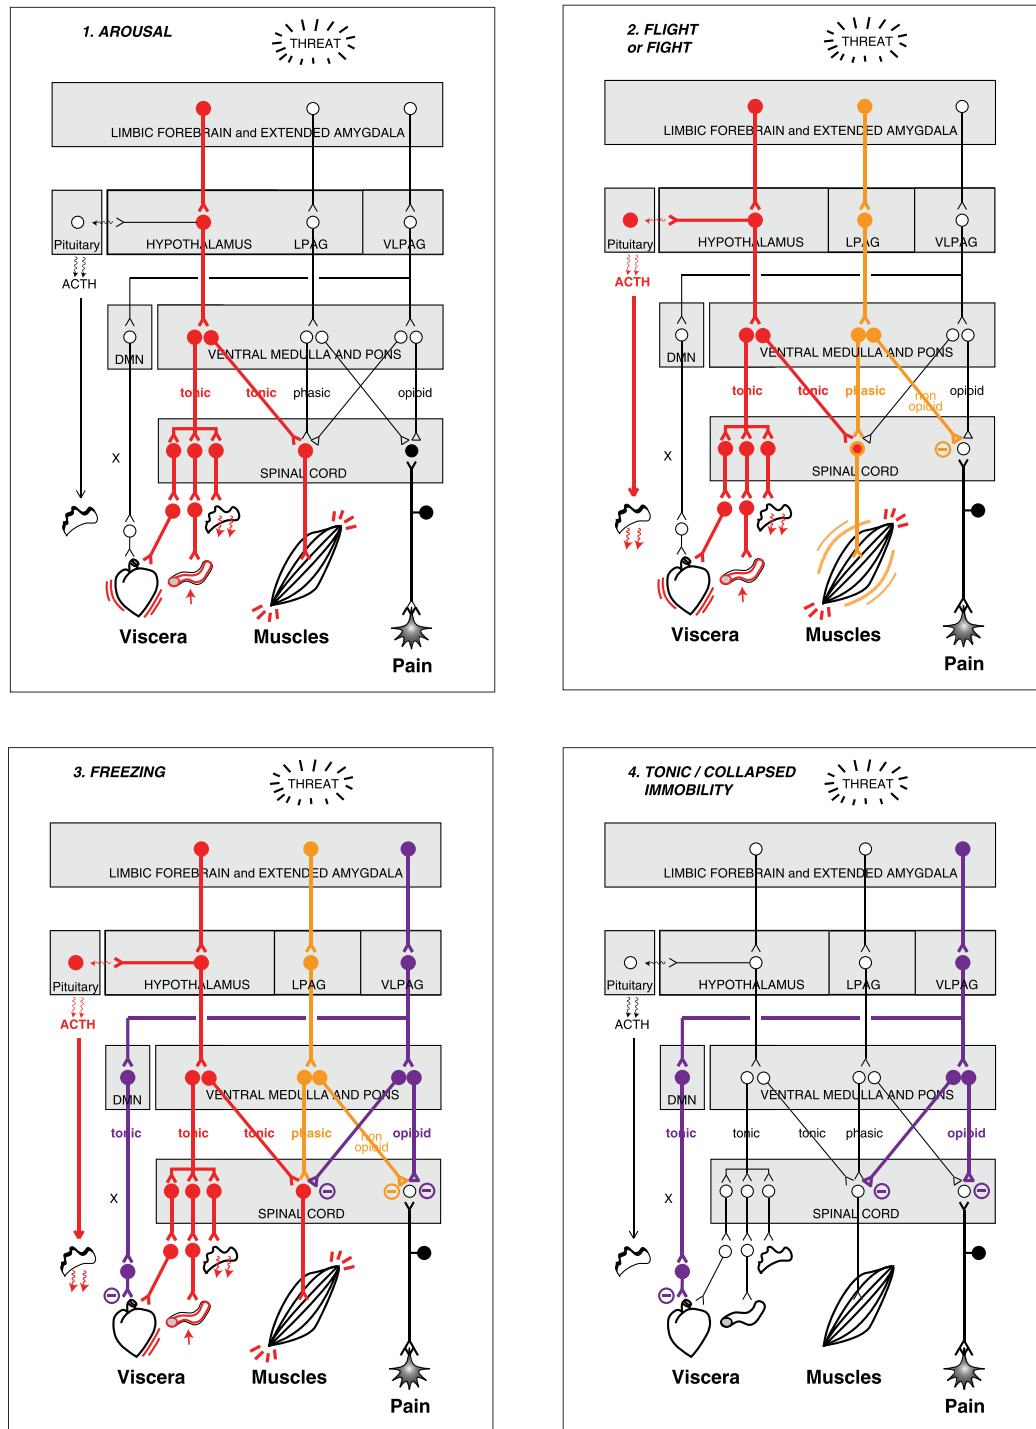 1. AROUSAL
THREAT
LIMBIC FOREBRAIN and EXTENDED AMYGDALA
Pituitary
HYPOTHALAMUS
LPAG
VLPAG
ACTH
DMN
VENTRAL MEDULLA AND PONS
tonic
tonic
phasic
opioid
X
SPINAL CORD
Viscera
Muscles
Pain
2. FLIGHT
or FIGHT
THREAT
LIMBIC FOREBRAIN and EXTENDED AMYGDALA
Pituitary
HYPOTHALAMUS
LPAG
VLPAG
ACTH
DMN
VENTRAL MEDULLA AND PONS
tonic
tonic
phasic
non
opioid
opioid
X
SPINAL CORD
Viscera
Muscles
Pain
3. FREEZING
THREAT
LIMBIC FOREBRAIN and EXTENDED AMYGDALA
Pituitary
HYPOTHALAMUS
LPAG
VLPAG
ACTH
DMN
VENTRAL MEDULLA AND PONS
tonic
tonic
tonic
phasic
non
opioid
opioid
X
SPINAL CORD
Viscera
Muscles
Pain
4. TONIC / COLLAPSED
IMMOBILITY
THREAT
LIMBIC FOREBRAIN and EXTENDED AMYGDALA
Pituitary
HYPOTHALAMUS
LPAG
VLPAG
ACTH
DMN
VENTRAL MEDULLA AND PONS
tonic
tonic
tonic
phasic
opioid
X
SPINAL CORD
Viscera
Muscles
Pain